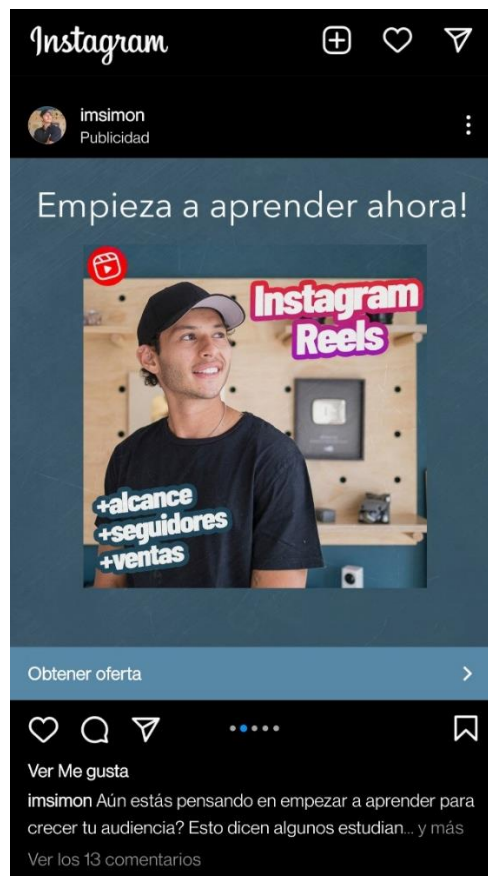 Instagram
imsimon
Publicidad
Empieza a aprender ahora!
Instagram
Reels
+alcance
+seguidores
+ventas
Obtener oferta
Ver Me gusta
imsimon Aún estás pensando en empezar a aprender para
crecer tu audiencia? Esto dicen algunos estudian... y más
Ver los 13 comentarios